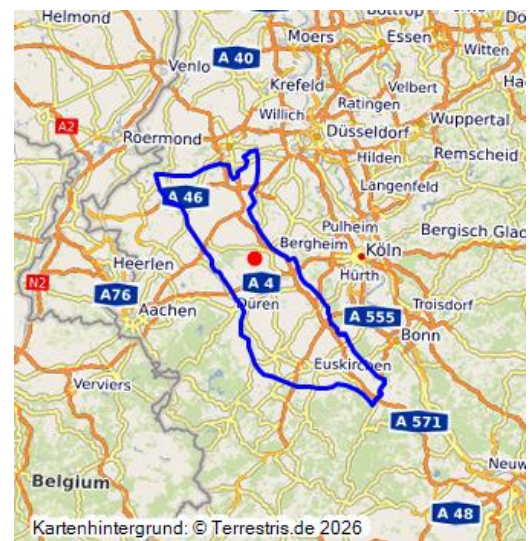 Helmond
Bottrop
Essen
Moers
A 40
Witten
Venlo
Krefeld
Velbert
Willich
Ratingen
Wuppertal
A2
Düsseldorf
Roermond
Hilden
Remscheid
A 46
Langenfeld
Pulheim
Bergisch Glad
Bergheim
Köln
Heerlen
N2
A 4
Hürth
A76
Düren
A 555
Troisdorf
Aachen
Bonn
Euskirchen
Verviers
A 571
Neuw
Belgium
A 48
Kartenhintergrund: © Terrestris.de 2026